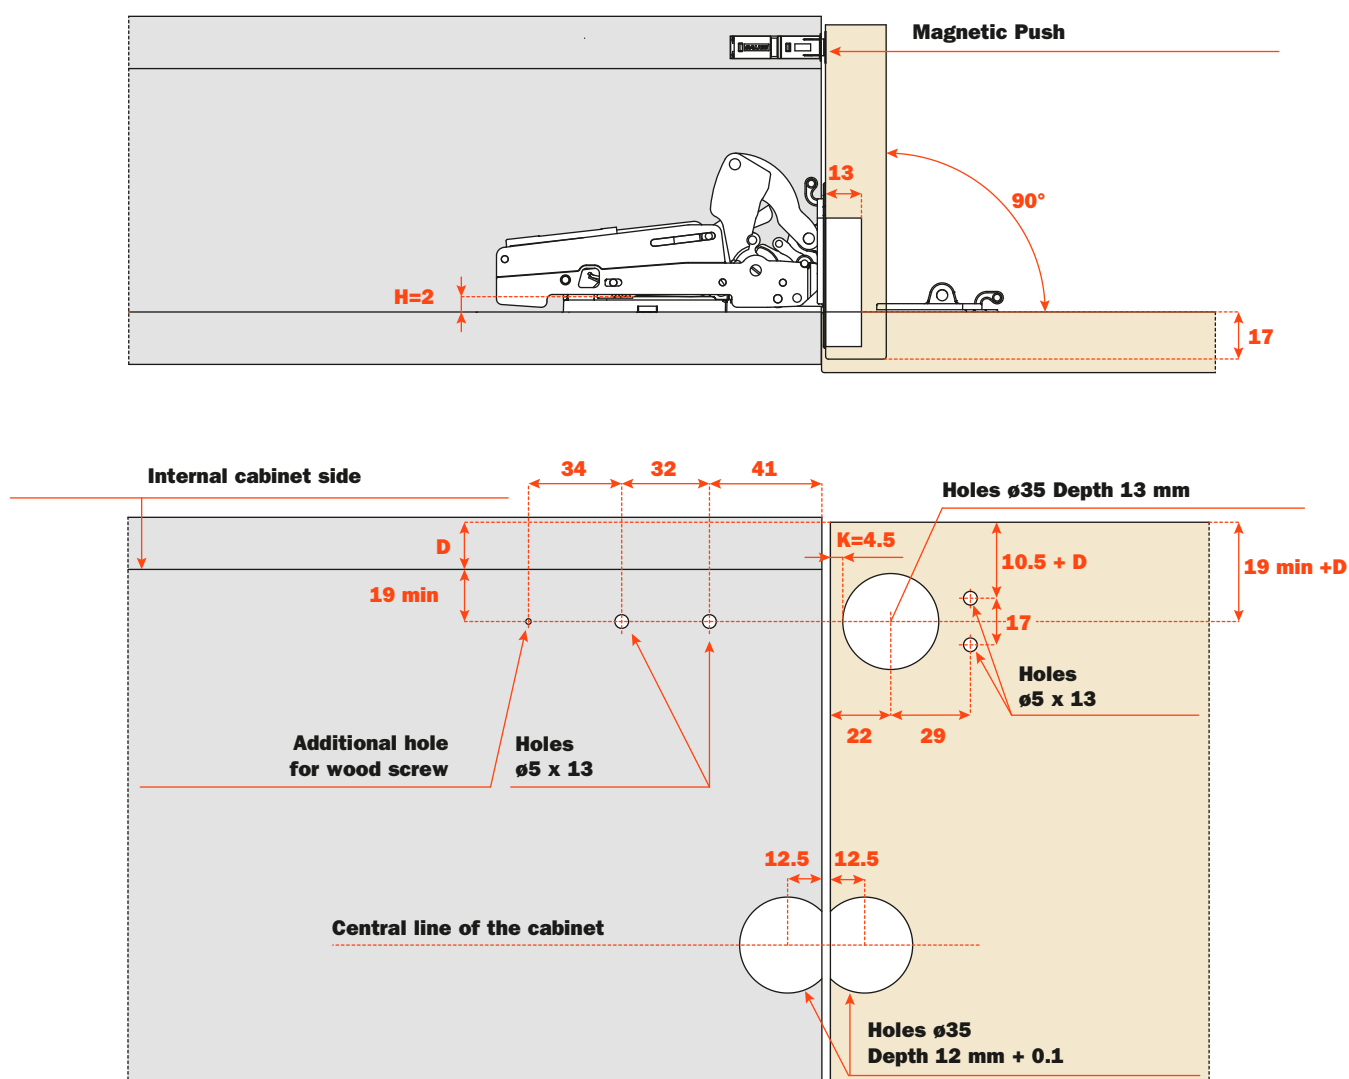 Magnetic Push
13
90°
H=2
17
Internal cabinet side
34
32
41
Holes ø35 Depth 13 mm
D
K=4.5
10.5 + D
19 min +D
19 min
17
Holes
ø5 x 13
22
29
Additional hole
for wood screw
Holes
ø5 x 13
12.5
12.5
Central line of the cabinet
Holes ø35
Depth 12 mm + 0.1